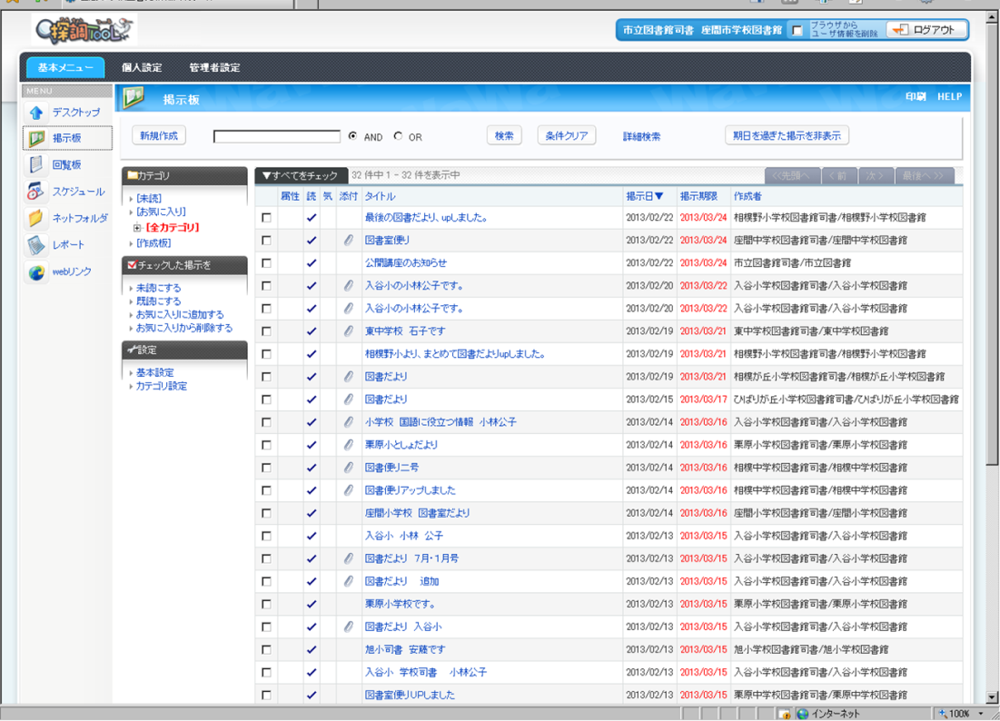 探調TooL
市立図書館司書 座間市学校図書館
ブラウザから
ユーザ情報を削除
ログアウト
基本メニュー 個人設定 管理者設定
MENU
デスクトップ
掲示板
回覧板
スケジュール
ネットフォルダ
レポート
webリンク
掲示板
印刷 HELP
新規作成 AND OR 検索 条件クリア 詳細検索 期日を過ぎた掲示を非表示
カテゴリ
[未読]
[お気に入り]
[全カテゴリ]
[作成板]
チェックした掲示を
未読にする
既読にする
お気に入りに追加する
お気に入りから削除する
設定
基本設定
カテゴリ設定
▼すべてをチェック 32 件中 1 - 32 件を表示中 <<先頭へ <前 次> 最後へ>>
属性 読 気 添付 タイトル 掲示日▼ 掲示期限 作成者
最後の図書だより、upしました。 2013/02/22 2013/03/24 相模野小学校図書館司書/相模野小学校図書館
図書室便り 2013/02/22 2013/03/24 座間中学校図書館司書/座間中学校図書館
公開講座のお知らせ 2013/02/22 2013/03/24 市立図書館司書/市立図書館
入谷小の小林公子です。 2013/02/20 2013/03/22 入谷小学校図書館司書/入谷小学校図書館
入谷小の小林公子です。 2013/02/20 2013/03/22 入谷小学校図書館司書/入谷小学校図書館
東中学校 石子です 2013/02/19 2013/03/21 東中学校図書館司書/東中学校図書館
相模野小より、まとめて図書だよりupしました。 2013/02/19 2013/03/21 相模野小学校図書館司書/相模野小学校図書館
図書だより 2013/02/19 2013/03/21 相模が丘小学校図書館司書/相模が丘小学校図書館
図書だより 2013/02/15 2013/03/17 ひばりが丘小学校図書館司書/ひばりが丘小学校図書館
小学校 国語に役立つ情報 小林公子 2013/02/14 2013/03/16 入谷小学校図書館司書/入谷小学校図書館
栗原小としょだより 2013/02/14 2013/03/16 栗原小学校図書館司書/栗原小学校図書館
図書便り二号 2013/02/14 2013/03/16 相模中学校図書館司書/相模中学校図書館
図書便りアップしました 2013/02/14 2013/03/16 相模中学校図書館司書/相模中学校図書館
座間小学校 図書室だより 2013/02/14 2013/03/16 座間小学校図書館司書/座間小学校図書館
入谷小 小林 公子 2013/02/13 2013/03/15 入谷小学校図書館司書/入谷小学校図書館
図書だより 7月・1月号 2013/02/13 2013/03/15 入谷小学校図書館司書/入谷小学校図書館
図書だより 追加 2013/02/13 2013/03/15 入谷小学校図書館司書/入谷小学校図書館
栗原小学校です。 2013/02/13 2013/03/15 栗原小学校図書館司書/栗原小学校図書館
図書だより 入谷小 2013/02/13 2013/03/15 入谷小学校図書館司書/入谷小学校図書館
旭小司書 安藤です 2013/02/13 2013/03/15 旭小学校図書館司書/旭小学校図書館
入谷小 学校司書 小林公子 2013/02/13 2013/03/15 入谷小学校図書館司書/入谷小学校図書館
図書室便りUPしました 2013/02/13 2013/03/15 栗原中学校図書館司書/栗原中学校図書館
インターネット 100%